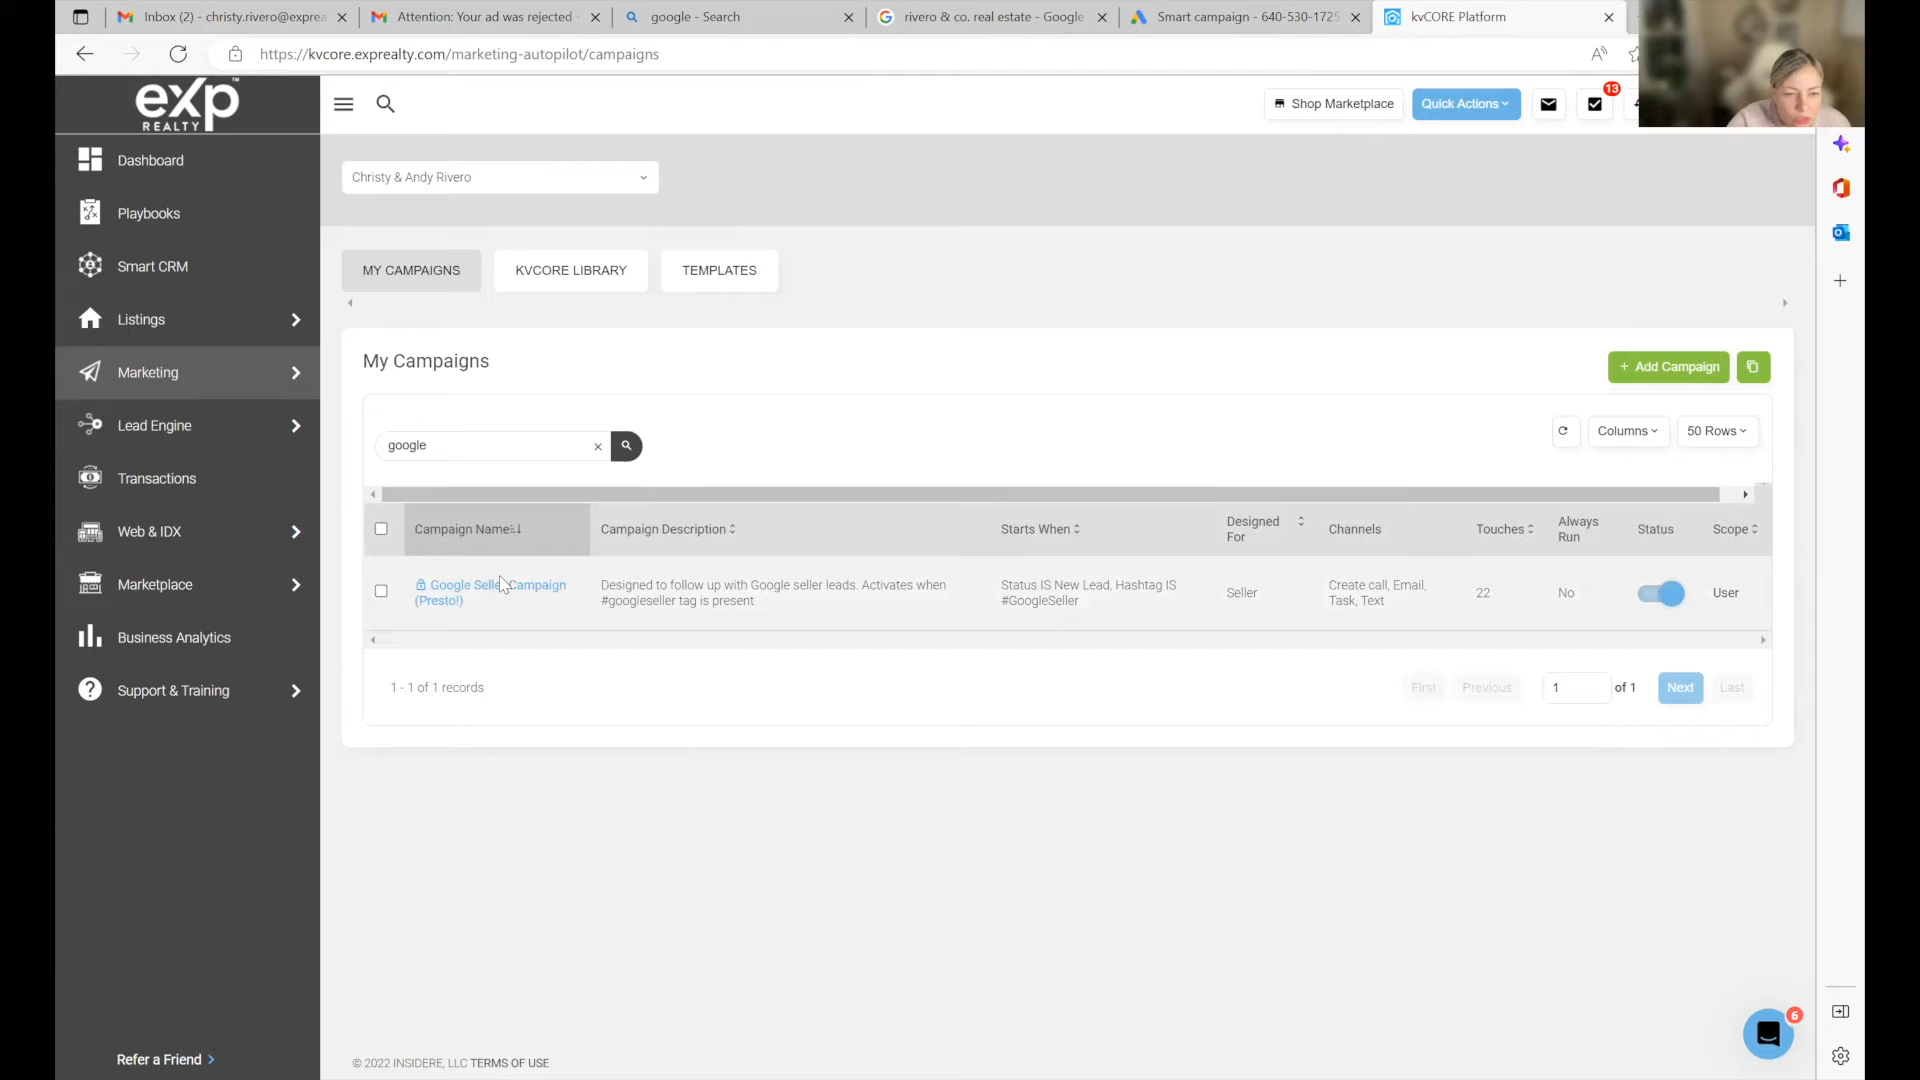 Inbox (2) - christy.rivero@exprea
Attention: Your ad was rejected -
google - Search
rivero & co. real estate - Google
Smart campaign - 640-530-1725
kvCORE Platform
https://kvcore.exprealty.com/marketing-autopilot/campaigns
eXp
REALTY
Shop Marketplace
Quick Actions
13
Dashboard
Playbooks
Smart CRM
Listings
Marketing
Lead Engine
Transactions
Web & IDX
Marketplace
Business Analytics
Support & Training
Refer a Friend
Christy & Andy Rivero
MY CAMPAIGNS
KVCORE LIBRARY
TEMPLATES
My Campaigns
+ Add Campaign
google
Columns
50 Rows
Campaign Name
Campaign Description
Starts When
Designed
For
Channels
Touches
Always
Run
Status
Scope
Google Seller Campaign
(Presto!)
Designed to follow up with Google seller leads. Activates when
#googleseller tag is present
Status IS New Lead, Hashtag IS
#GoogleSeller
Seller
Create call, Email,
Task, Text
22
No
User
1 - 1 of 1 records
First
Previous
1
of 1
Next
Last
6
© 2022 INSIDERE, LLC TERMS OF USE